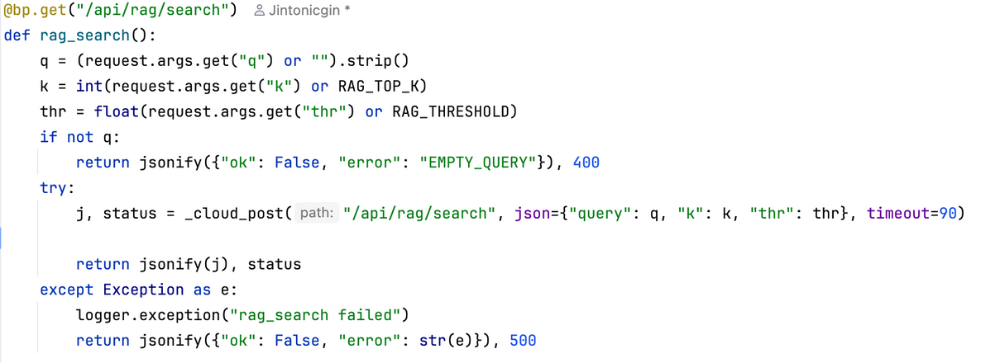 @bp.get("/api/rag/search") Jintonicgin *
def rag_search():
    q = (request.args.get("q") or "").strip()
    k = int(request.args.get("k") or RAG_TOP_K)
    thr = float(request.args.get("thr") or RAG_THRESHOLD)
    if not q:
        return jsonify({"ok": False, "error": "EMPTY_QUERY"}), 400
    try:
        j, status = _cloud_post( path: "/api/rag/search", json={"query": q, "k": k, "thr": thr}, timeout=90)
        return jsonify(j), status
    except Exception as e:
        logger.exception("rag_search failed")
        return jsonify({"ok": False, "error": str(e)}), 500